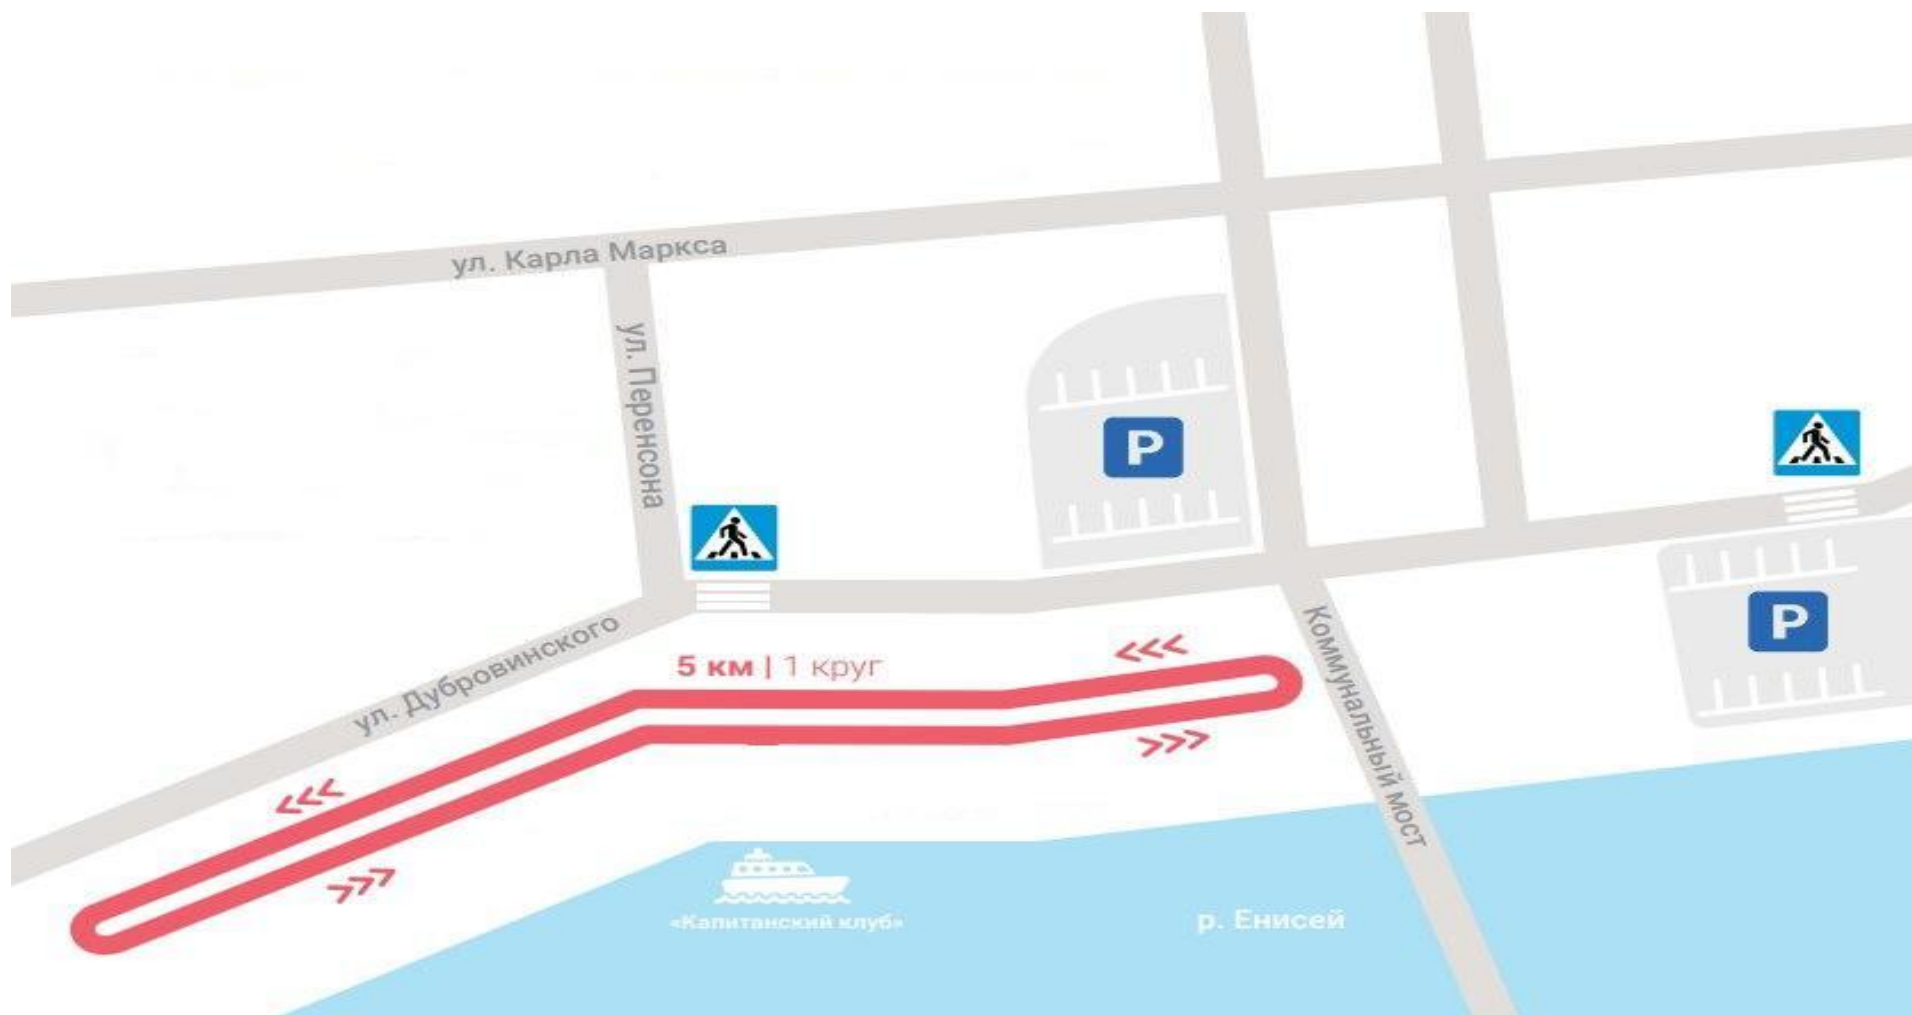 ул. Карла Маркса
ул. Перенсона
P
P
ул. Дубровинского
5 км | 1 круг
Коммунальный мост
«Капитанский клуб»
р. Енисей